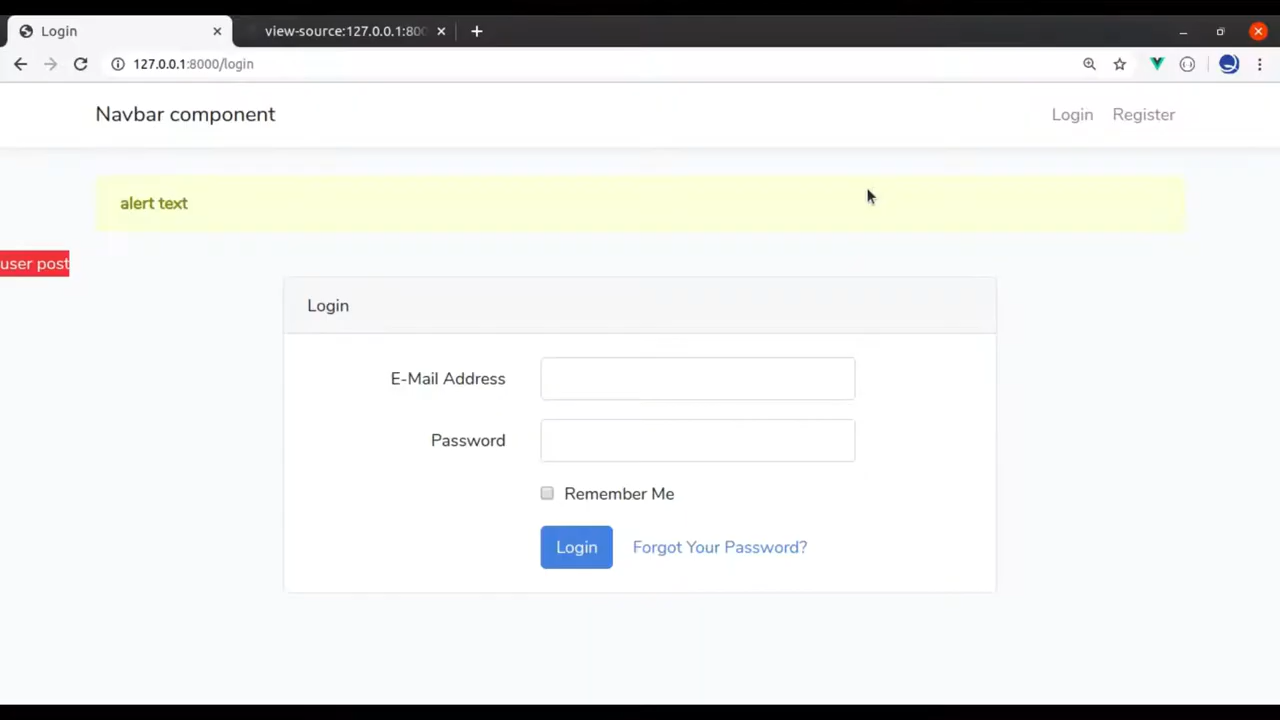 Login
view-source:127.0.0.1:800
127.0.0.1:8000/login
Navbar component
Login
Register
alert text
user post
Login
E-Mail Address
Password
Remember Me
Login
Forgot Your Password?